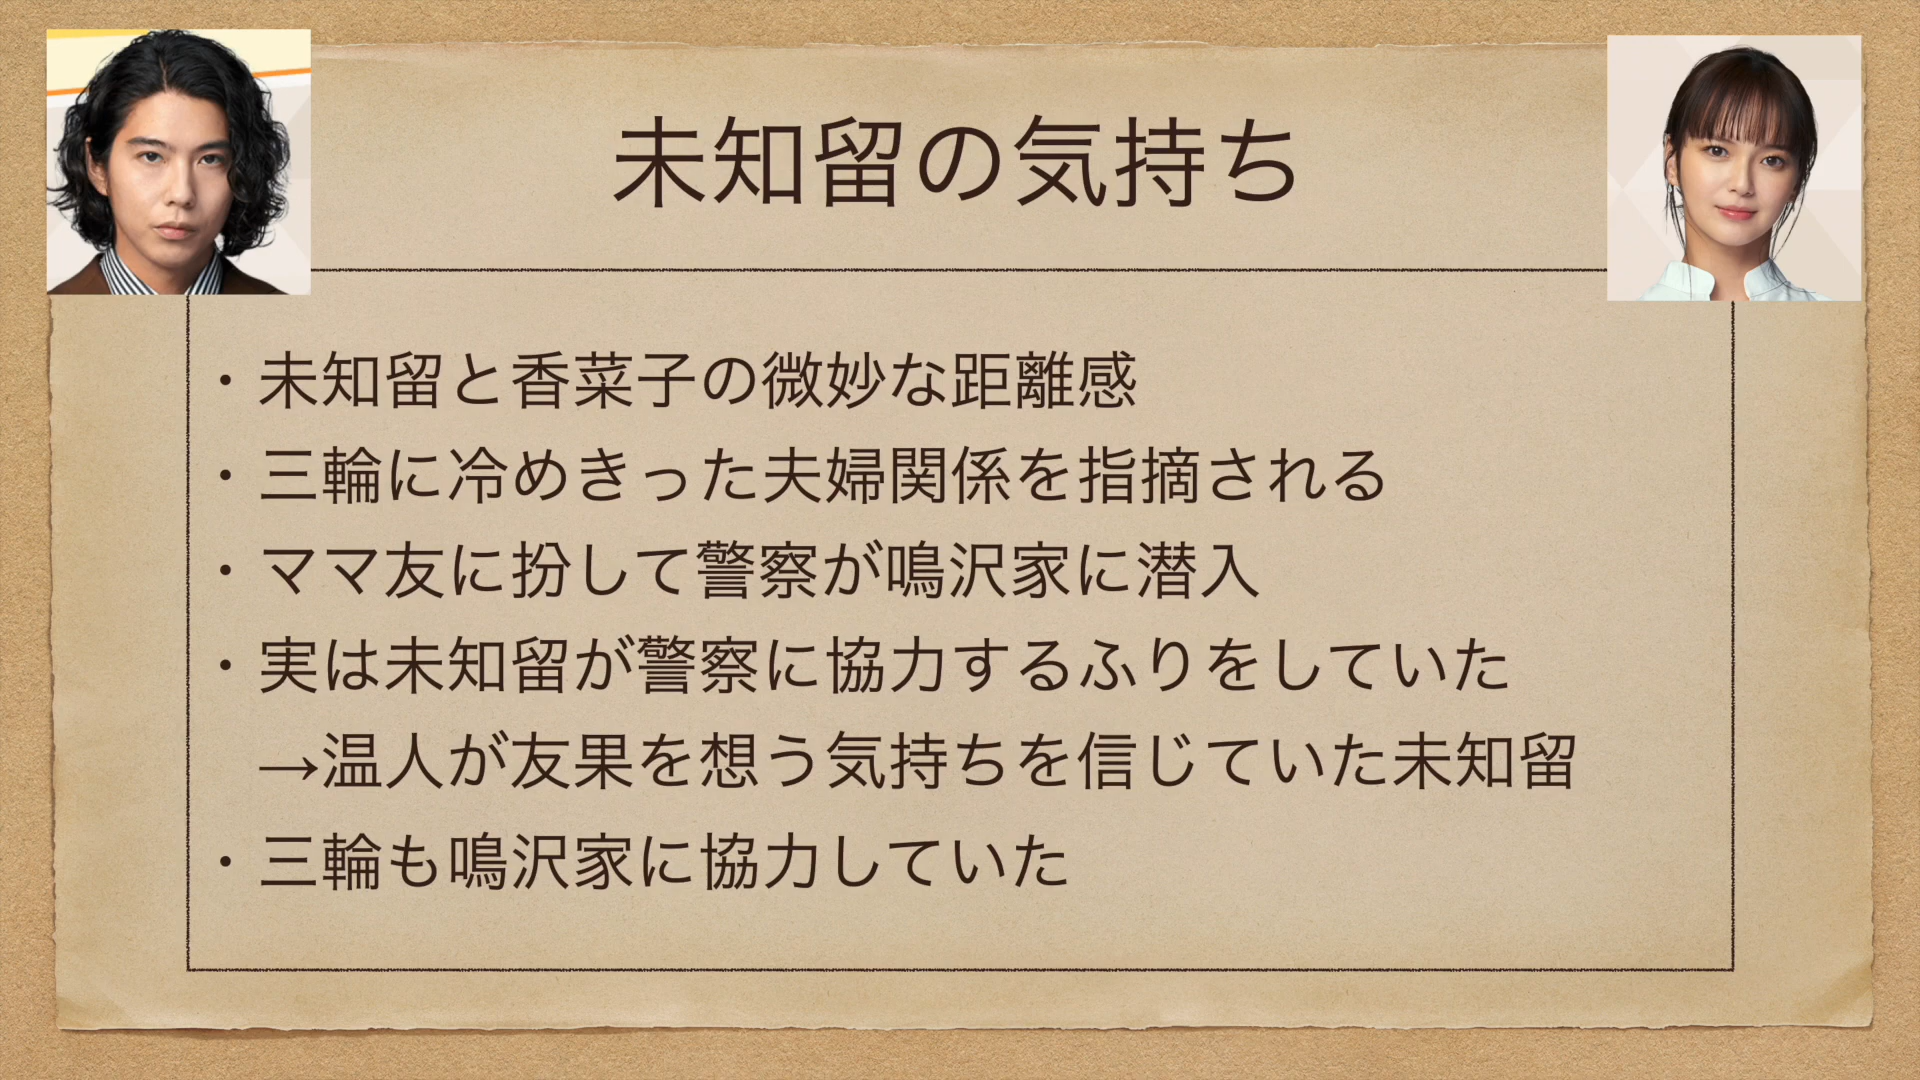 未知留の気持ち
・未知留と香菜子の微妙な距離感
・三輪に冷めきった夫婦関係を指摘される
・ママ友に扮して警察が鳴沢家に潜入
・実は未知留が警察に協力するふりをしていた
→温人が友果を想う気持ちを信じていた未知留
・三輪も鳴沢家に協力していた